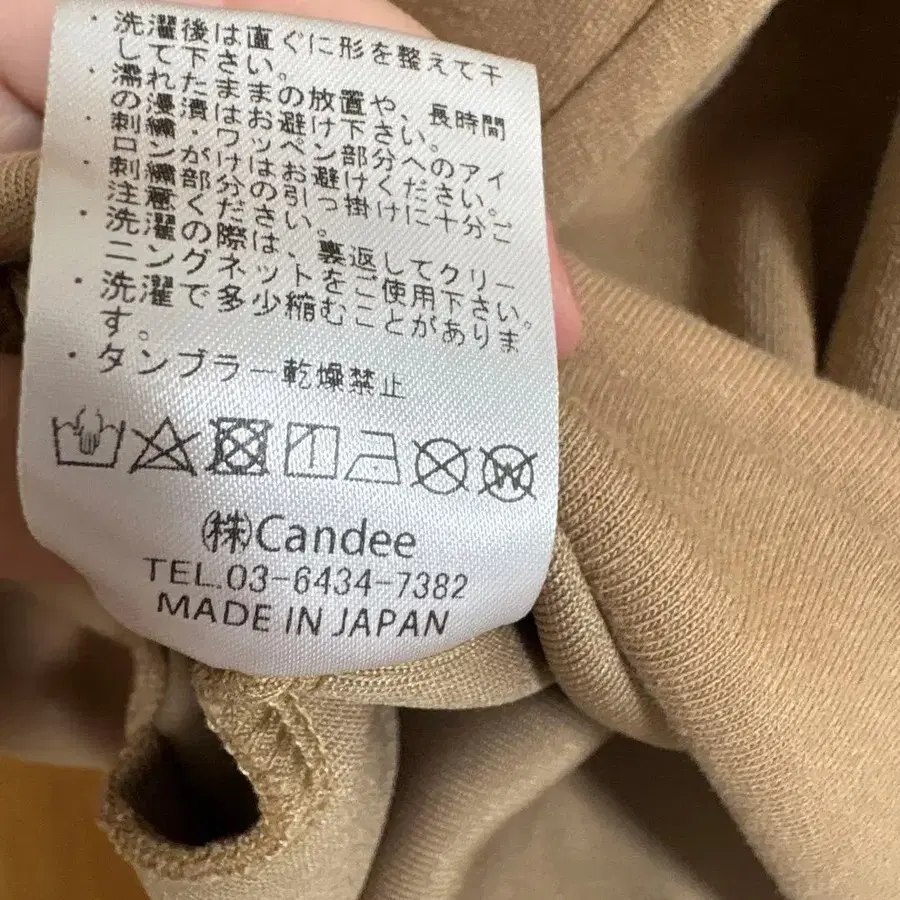 洗濯後は直ぐに形を整えて干
して下さい。
・濡れたままの放置や、長時間
の浸漬はお避け下さい。
・刺繍・ワッペン部分へのアイ
ロンがけはお避けください。
・刺繍部分の引っ掛けに十分ご
注意ください。
・洗濯の際は、裏返してクリー
ニングネットをご使用下さい。
・洗濯で多少縮むことがありま
す。
・タンブラー乾燥禁止
W
㈱Candee
TEL.03-6434-7382
MADE IN JAPAN